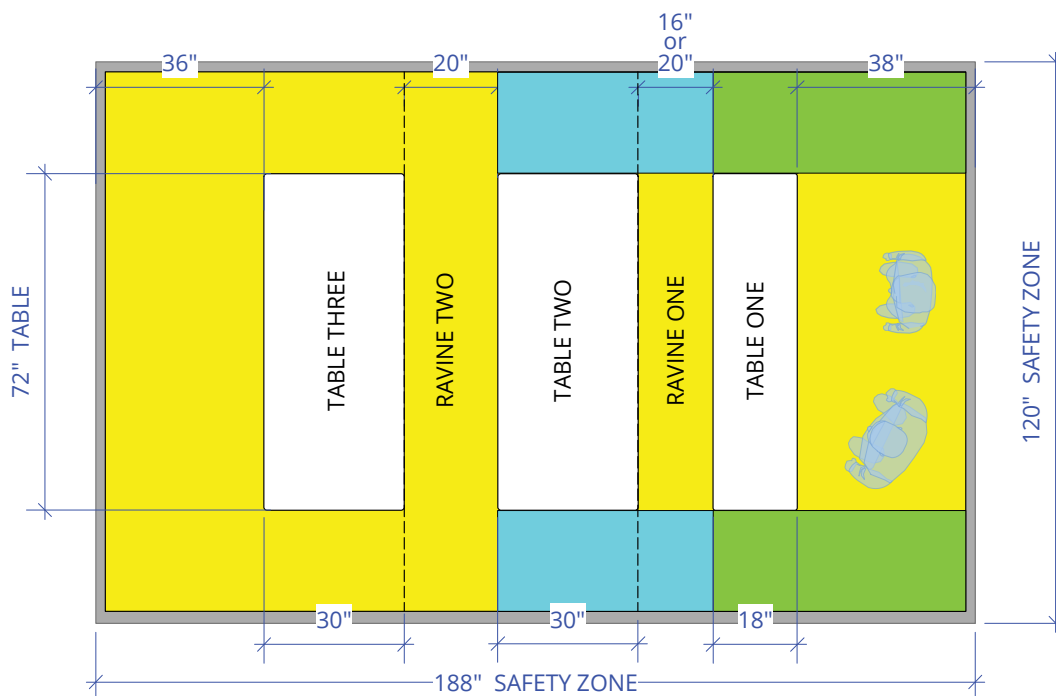 16"
or
36"
20"
20"
38"
72" TABLE
TABLE THREE
RAVINE TWO
TABLE TWO
RAVINE ONE
TABLE ONE
120" SAFETY ZONE
30"
30"
18"
188" SAFETY ZONE